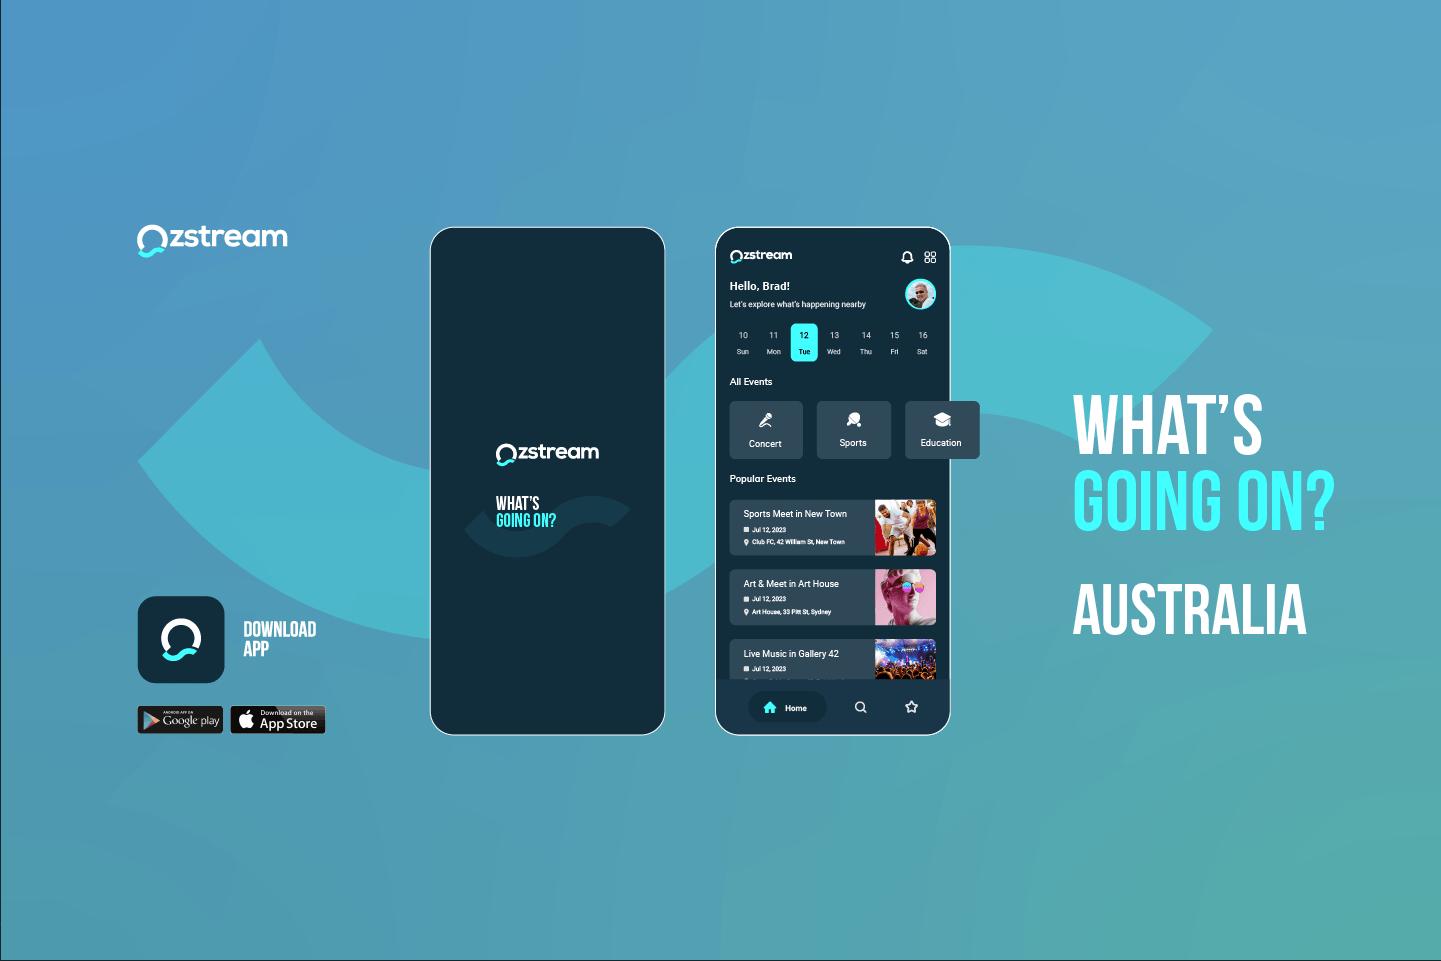 Ozstream
DOWNLOAD
APP
ANDROID APP ON
Google play
Download on the
App Store
Ozstream
WHAT'S
GOING ON?
Ozstream
Hello, Brad!
Let's explore what's happening nearby
10 11 12 13 14 15 16
Sun Mon Tue Wed Thu Fri Sat
All Events
Concert Sports Education
Popular Events
Sports Meet in New Town
Jul 12, 2023
Club FC, 42 William St, New Town
Art & Meet in Art House
Jul 12, 2023
Art House, 33 Pitt St, Sydney
Live Music in Gallery 42
Jul 12, 2023
Home
WHAT'S
GOING ON?
AUSTRALIA